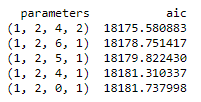 parameters aic
(1, 2, 4, 2) 18175.580883
(1, 2, 6, 1) 18178.751417
(1, 2, 5, 1) 18179.822430
(1, 2, 4, 1) 18181.310337
(1, 2, 0, 1) 18181.737998